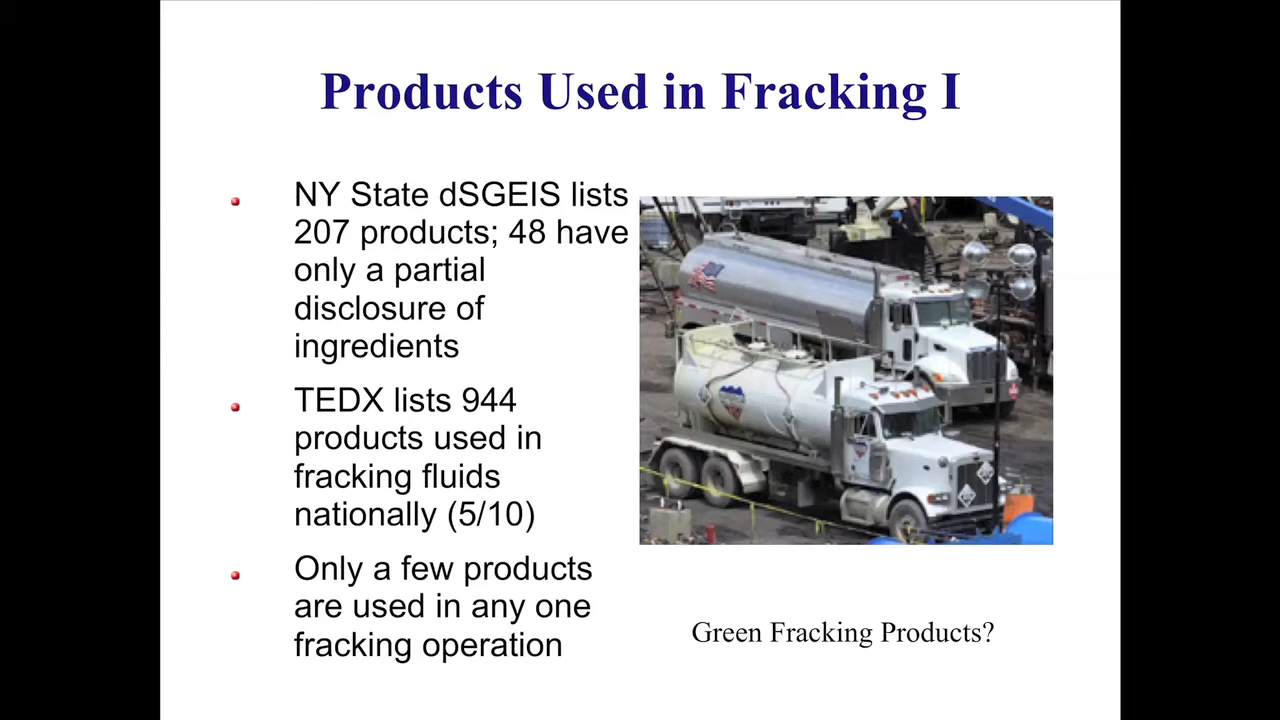 Products Used in Fracking I
NY State dSGEIS lists
207 products; 48 have
only a partial
disclosure of
ingredients
TEDX lists 944
products used in
fracking fluids
nationally (5/10)
Only a few products
are used in any one
fracking operation
Green Fracking Products?